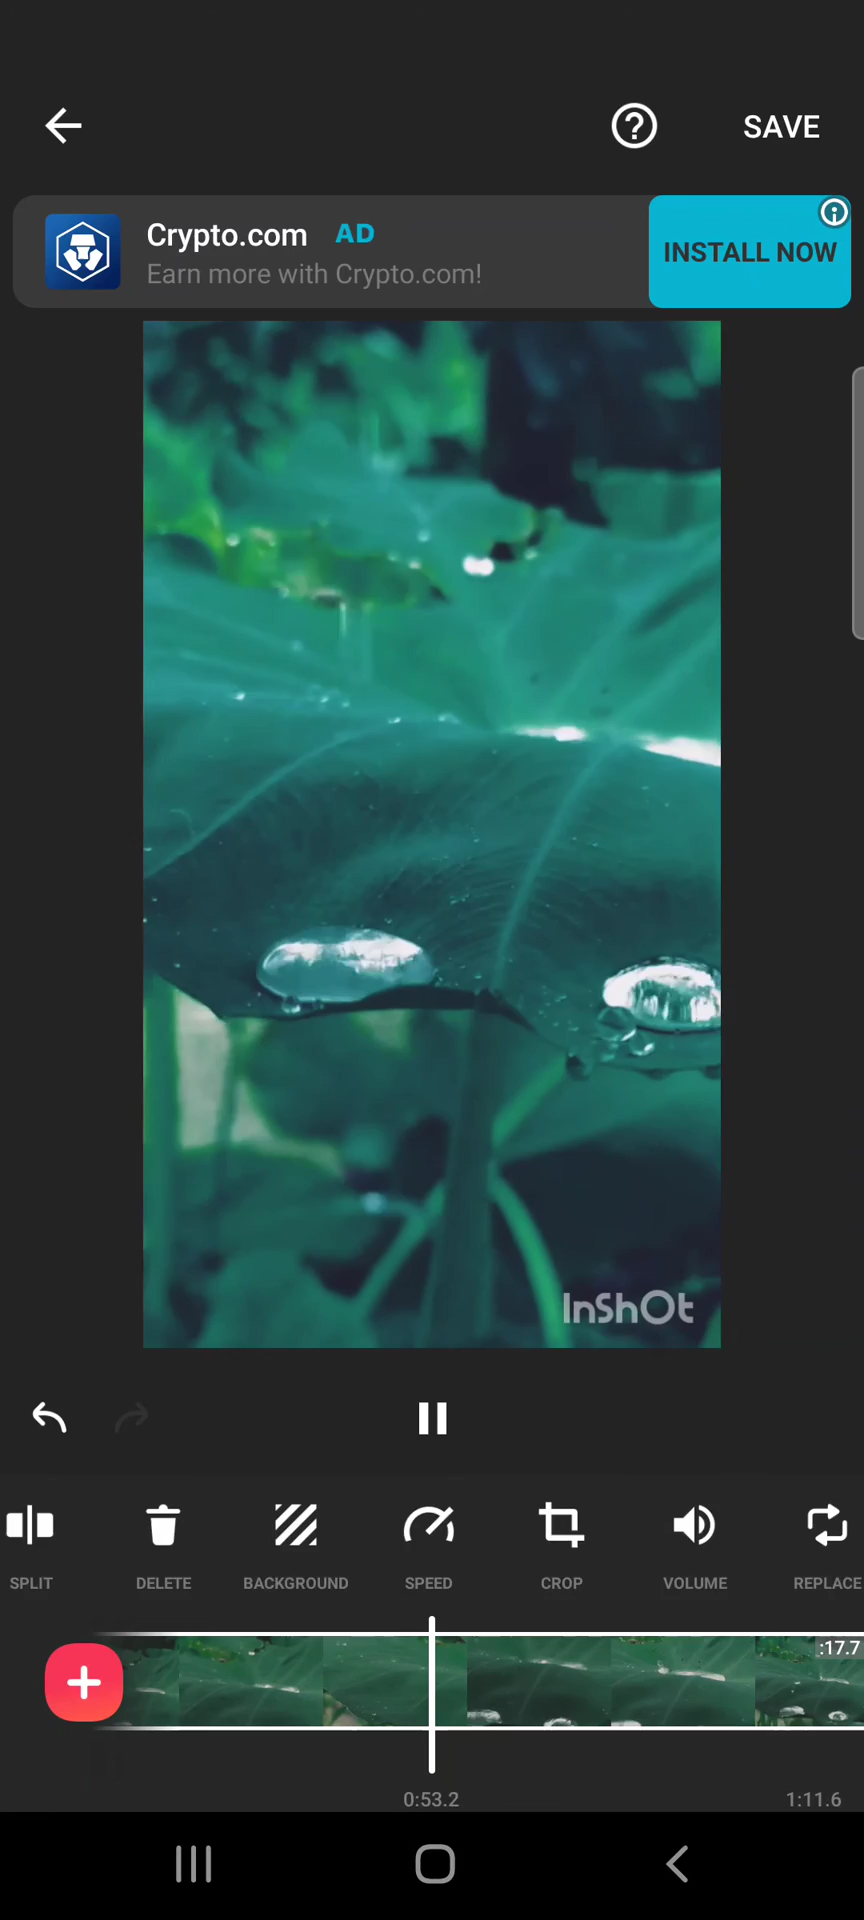 SAVE
Crypto.com AD
Earn more with Crypto.com!
INSTALL NOW
InShOt
SPLIT DELETE BACKGROUND SPEED CROP VOLUME REPLACE
:17.7
0:53.2 1:11.6